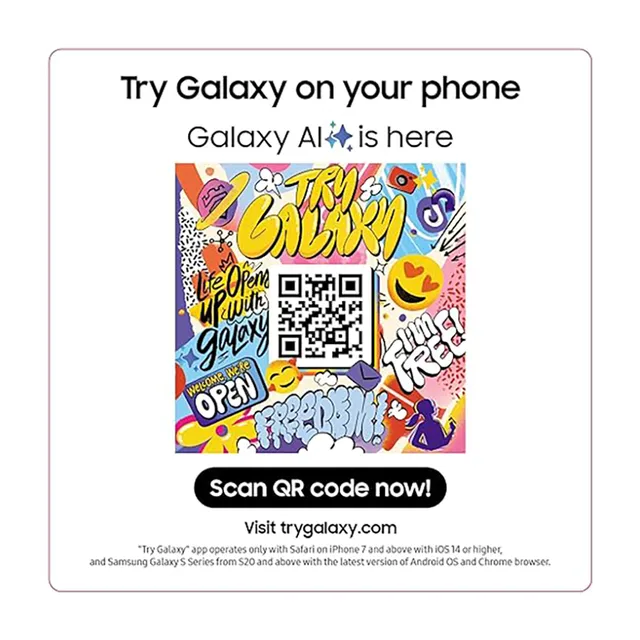 Try Galaxy on your phone
Galaxy AI is here
TRY
GALAXY
Life Opens
UP with
galaxy
I'm
FREE!
WELCOME, WE'RE
OPEN
FREEDOM!
Scan QR code now!
Visit trygalaxy.com
"Try Galaxy" app operates only with Safari on iPhone 7 and above with iOS 14 or higher,
and Samsung Galaxy S Series from S20 and above with the latest version of Android OS and Chrome browser.